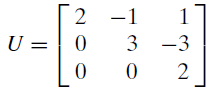 U = [ 2 −1 1
0 3 −3
0 0 2 ]